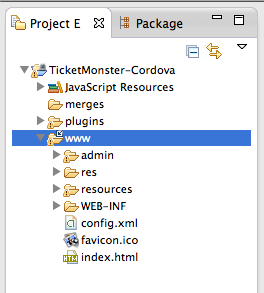 Project E Package
TicketMonster-Cordova
JavaScript Resources
merges
plugins
www
admin
res
resources
WEB-INF
config.xml
favicon.ico
index.html